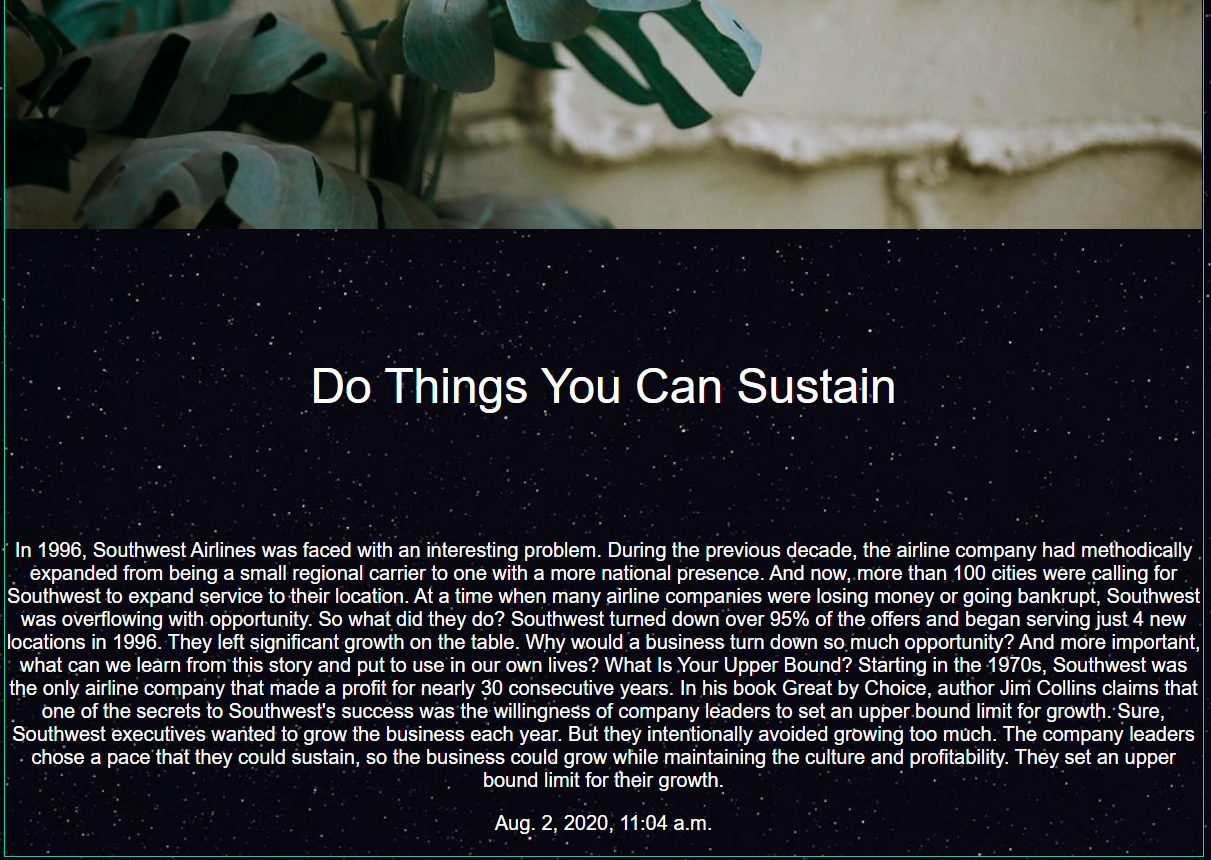 Do Things You Can Sustain
In 1996, Southwest Airlines was faced with an interesting problem. During the previous decade, the airline company had methodically
expanded from being a small regional carrier to one with a more national presence. And now, more than 100 cities were calling for
Southwest to expand service to their location. At a time when many airline companies were losing money or going bankrupt, Southwest
was overflowing with opportunity. So what did they do? Southwest turned down over 95% of the offers and began serving just 4 new
locations in 1996. They left significant growth on the table. Why would a business turn down so much opportunity? And more important,
what can we learn from this story and put to use in our own lives? What Is Your Upper Bound? Starting in the 1970s, Southwest was
the only airline company that made a profit for nearly 30 consecutive years. In his book Great by Choice, author Jim Collins claims that
one of the secrets to Southwest's success was the willingness of company leaders to set an upper bound limit for growth. Sure,
Southwest executives wanted to grow the business each year. But they intentionally avoided growing too much. The company leaders
chose a pace that they could sustain, so the business could grow while maintaining the culture and profitability. They set an upper
bound limit for their growth.
Aug. 2, 2020, 11:04 a.m.